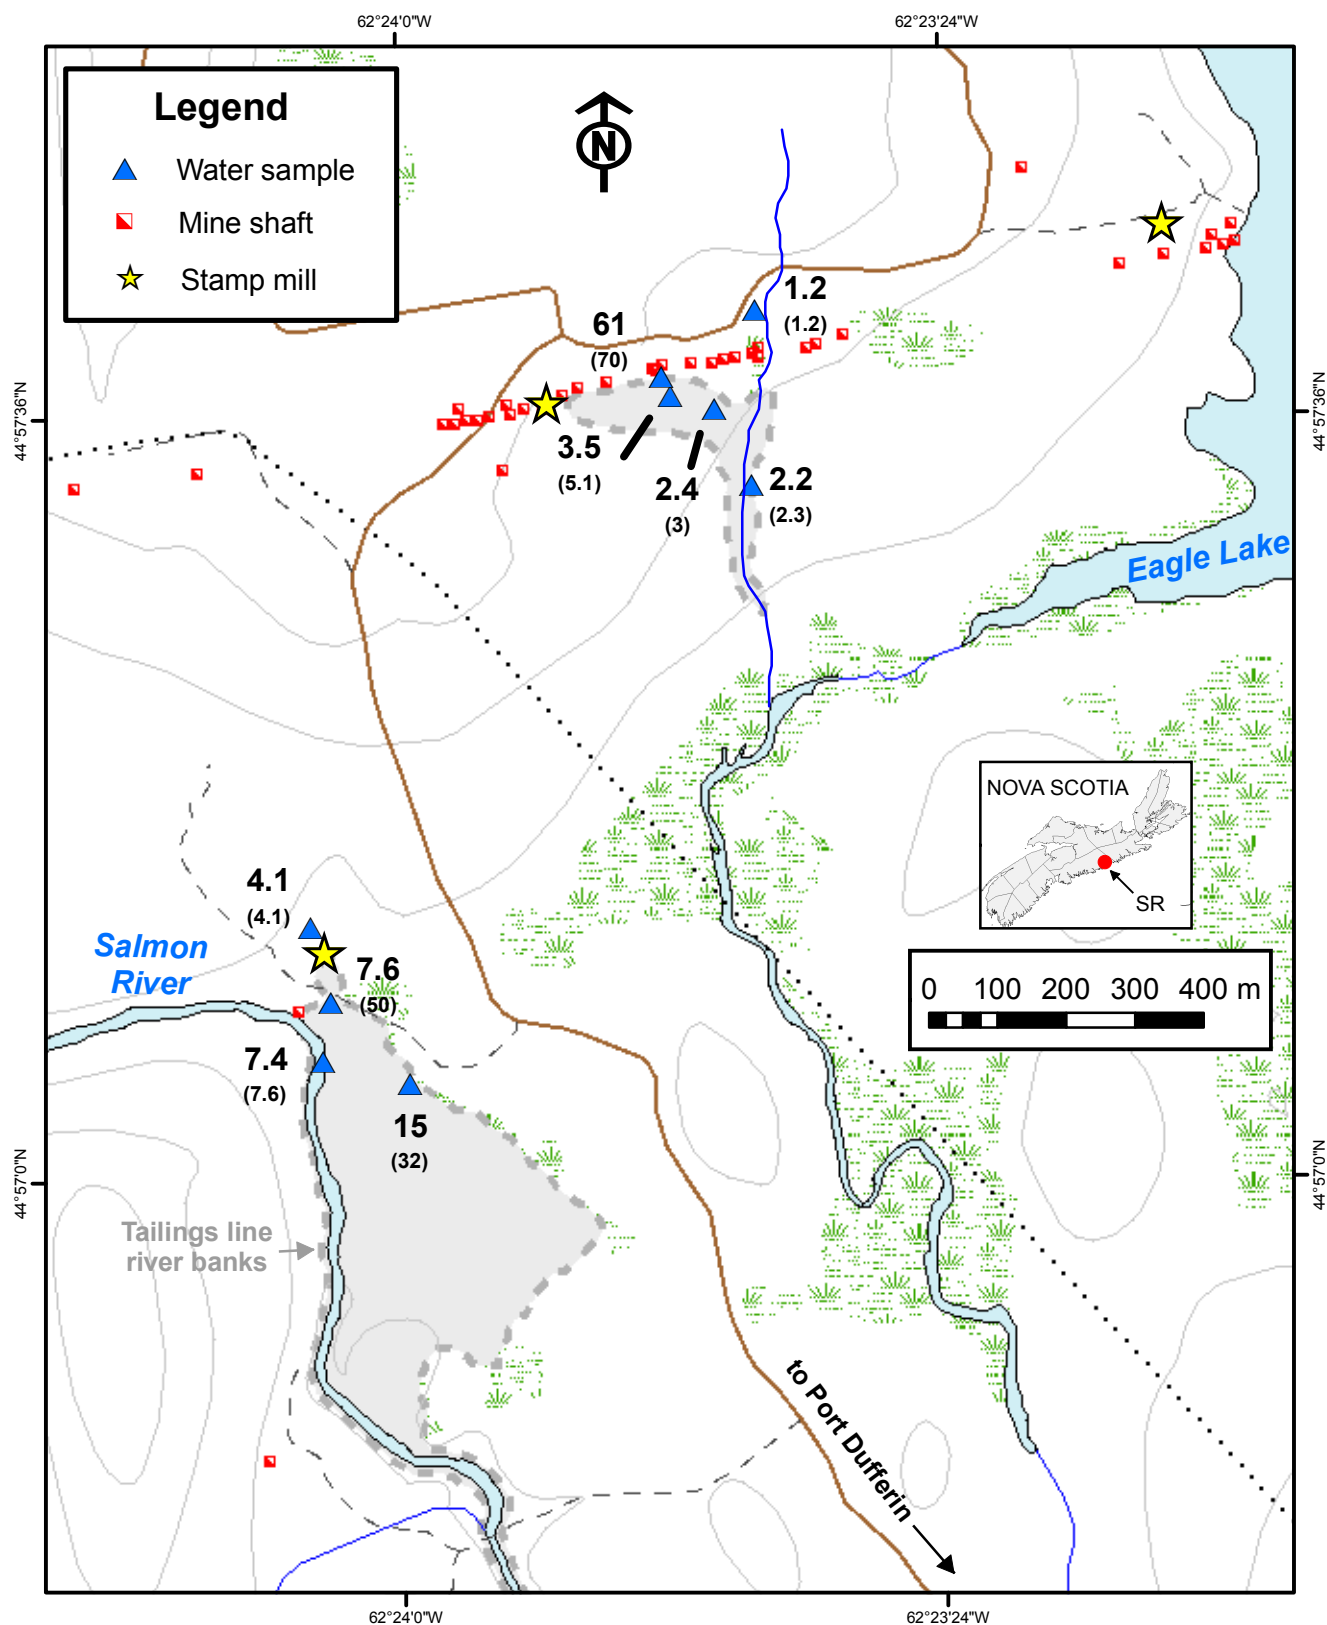 62°24'0"W
62°23'24"W
Legend
Water sample
Mine shaft
Stamp mill
N
1.2
(1.2)
61
(70)
44°57'36"N
44°57'36"N
3.5
(5.1)
2.4
(3)
2.2
(2.3)
Eagle Lake
NOVA SCOTIA
SR
4.1
(4.1)
Salmon
River
7.6
(50)
0 100 200 300 400 m
7.4
(7.6)
15
(32)
44°57'0"N
44°57'0"N
Tailings line
river banks
to Port Dufferin
62°24'0"W
62°23'24"W